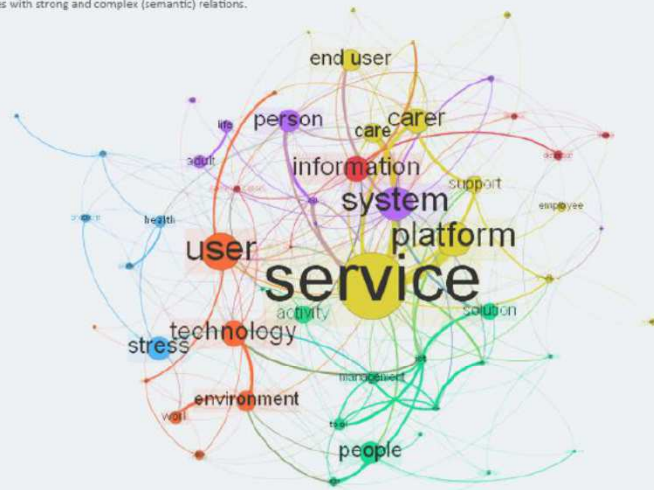 es with strong and complex (semantic) relations.
end user
person
care
carer
life
adult
information
system
support
employee
health
user
platform
service
activity
solution
technology
stress
management
environment
work
tool
people